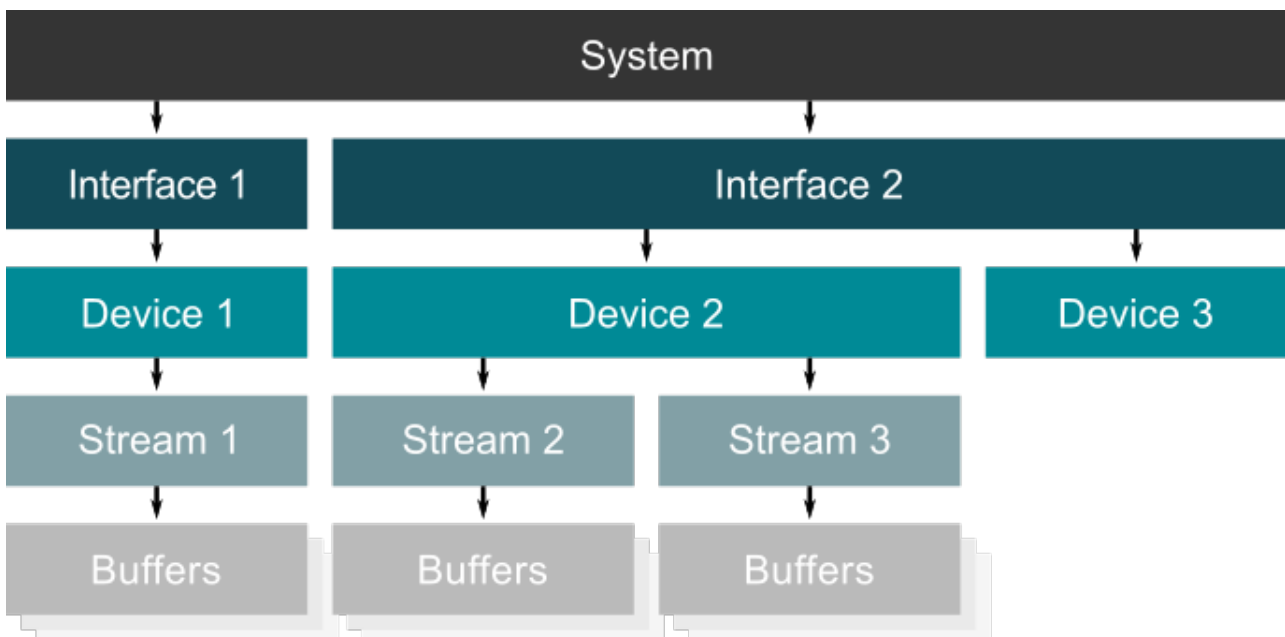 System
Interface 1
Interface 2
Device 1
Device 2
Device 3
Stream 1
Stream 2
Stream 3
Buffers
Buffers
Buffers